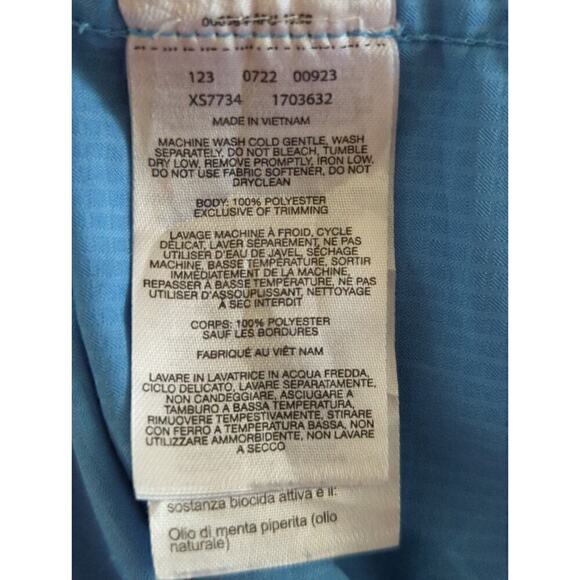 123 0722 00923
XS7734 1703632
MADE IN VIETNAM
MACHINE WASH COLD GENTLE, WASH
SEPARATELY, DO NOT BLEACH, TUMBLE
DRY LOW, REMOVE PROMPTLY, IRON LOW,
DO NOT USE FABRIC SOFTENER, DO NOT
DRYCLEAN
BODY: 100% POLYESTER
EXCLUSIVE OF TRIMMING
LAVAGE MACHINE À FROID, CYCLE
DÉLICAT, LAVER SÉPARÉMENT, NE PAS
UTILISER D'EAU DE JAVEL, SÉCHAGE
MACHINE, BASSE TEMPÉRATURE, SORTIR
IMMÉDIATEMENT DE LA MACHINE,
REPASSER À BASSE TEMPÉRATURE, NE PAS
UTILISER D'ASSOUPLISSANT, NETTOYAGE
À SEC INTERDIT
CORPS: 100% POLYESTER
SAUF LES BORDURES
FABRIQUÉ AU VIÊT NAM
LAVARE IN LAVATRICE IN ACQUA FREDDA,
CICLO DELICATO, LAVARE SEPARATAMENTE,
NON CANDEGGIARE, ASCIUGARE A
TAMBURO A BASSA TEMPERATURA,
RIMUOVERE TEMPESTIVAMENTE, STIRARE
CON FERRO A TEMPERATURA BASSA, NON
UTILIZZARE AMMORBIDENTE, NON LAVARE
A SECCO
sostanza biocida attiva è il:
Olio di menta piperita (olio
naturale)